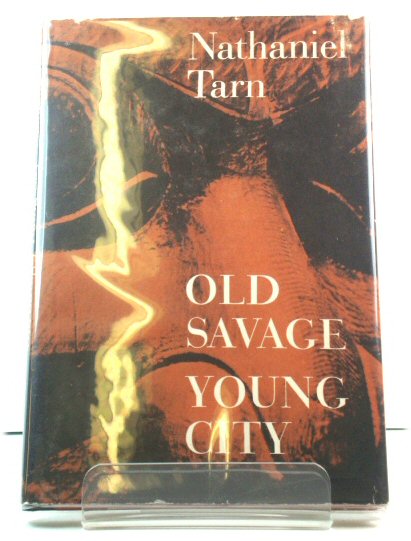 Nathaniel
Tarn
OLD
SAVAGE
YOUNG
CITY